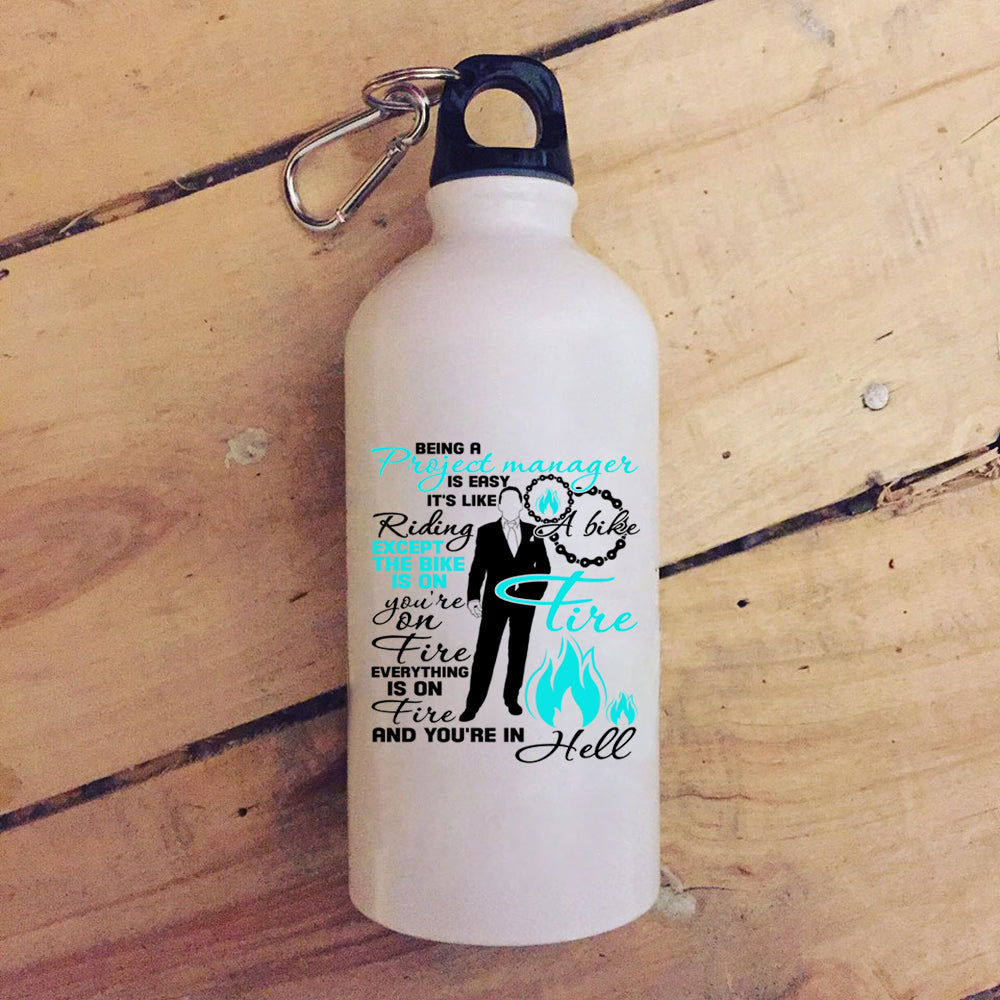 BEING A
Project manager
IS EASY
IT'S LIKE
Riding A bike
EXCEPT
THE BIKE
IS ON Fire
you're
on
Fire
EVERYTHING
IS ON
Fire
AND YOU'RE IN Hell